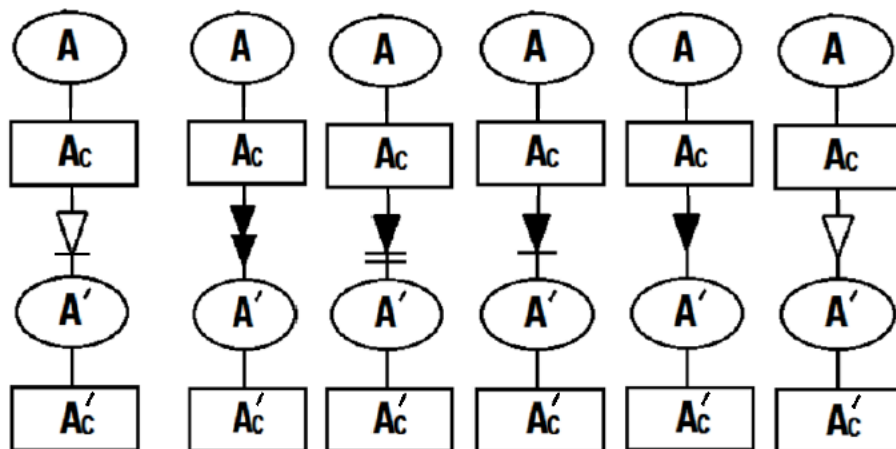 A A A A A A
Ac Ac Ac Ac Ac Ac
A′ A′ A′ A′ A′ A′
Ac′ Ac′ Ac′ Ac′ Ac′ Ac′